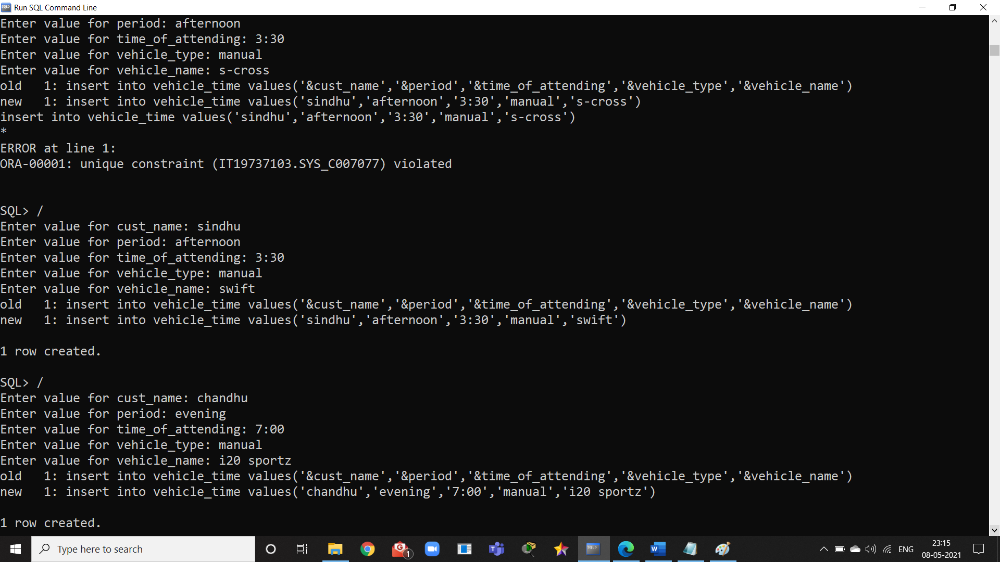 Run SQL Command Line
Enter value for period: afternoon
Enter value for time_of_attending: 3:30
Enter value for vehicle_type: manual
Enter value for vehicle_name: s-cross
old   1: insert into vehicle_time values('&cust_name','&period','&time_of_attending','&vehicle_type','&vehicle_name')
new   1: insert into vehicle_time values('sindhu','afternoon','3:30','manual','s-cross')
insert into vehicle_time values('sindhu','afternoon','3:30','manual','s-cross')
*
ERROR at line 1:
ORA-00001: unique constraint (IT19737103.SYS_C007077) violated
SQL> /
Enter value for cust_name: sindhu
Enter value for period: afternoon
Enter value for time_of_attending: 3:30
Enter value for vehicle_type: manual
Enter value for vehicle_name: swift
old   1: insert into vehicle_time values('&cust_name','&period','&time_of_attending','&vehicle_type','&vehicle_name')
new   1: insert into vehicle_time values('sindhu','afternoon','3:30','manual','swift')
1 row created.
SQL> /
Enter value for cust_name: chandhu
Enter value for period: evening
Enter value for time_of_attending: 7:00
Enter value for vehicle_type: manual
Enter value for vehicle_name: i20 sportz
old   1: insert into vehicle_time values('&cust_name','&period','&time_of_attending','&vehicle_type','&vehicle_name')
new   1: insert into vehicle_time values('chandhu','evening','7:00','manual','i20 sportz')
1 row created.
Type here to search
1
ENG
23:15
08-05-2021